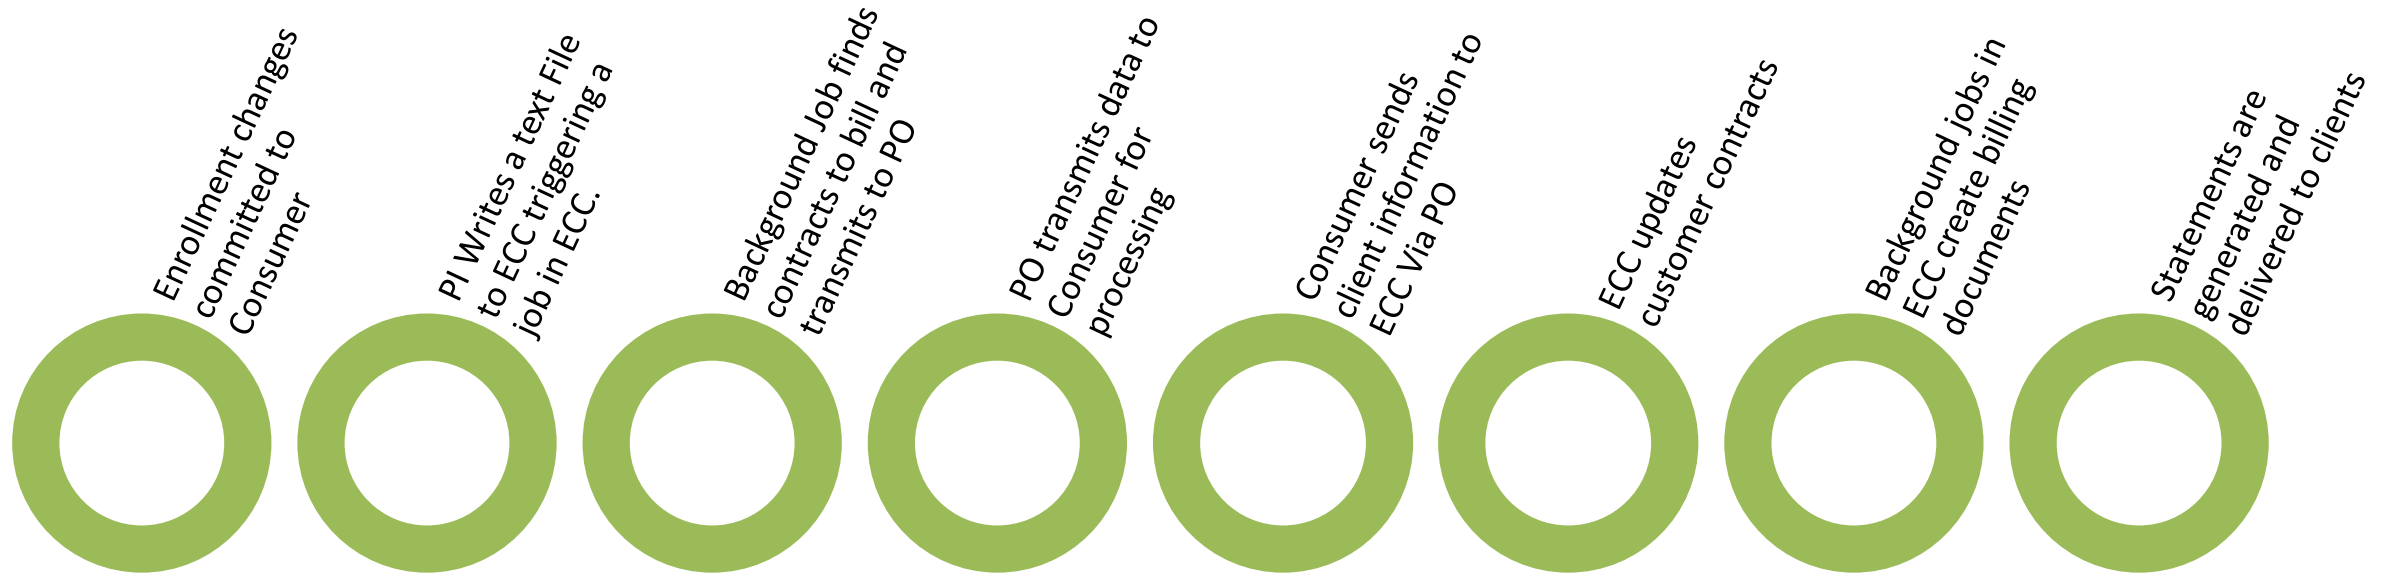 Enrollment changes
committed to
Consumer
PI Writes a text File
to ECC triggering a
job in ECC.
Background Job finds
contracts to bill and
transmits to PO
PO transmits data to
Consumer for
processing
Consumer sends
client information to
ECC Via PO
ECC updates
customer contracts
Background jobs in
ECC create billing
documents
Statements are
generated and
delivered to clients